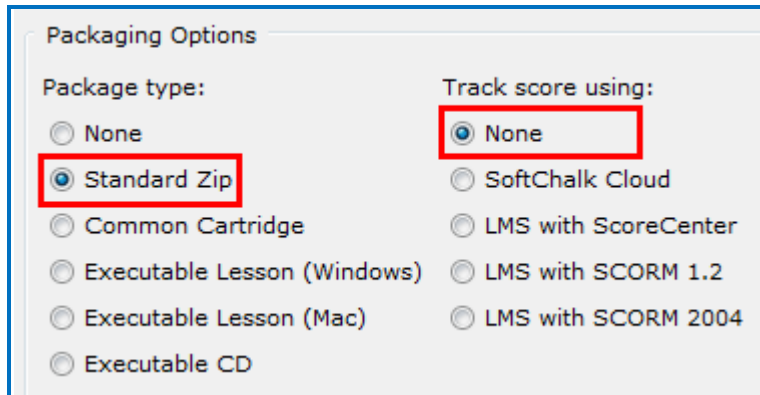 Packaging Options
Package type:
None
Standard Zip
Common Cartridge
Executable Lesson (Windows)
Executable Lesson (Mac)
Executable CD
Track score using:
None
SoftChalk Cloud
LMS with ScoreCenter
LMS with SCORM 1.2
LMS with SCORM 2004